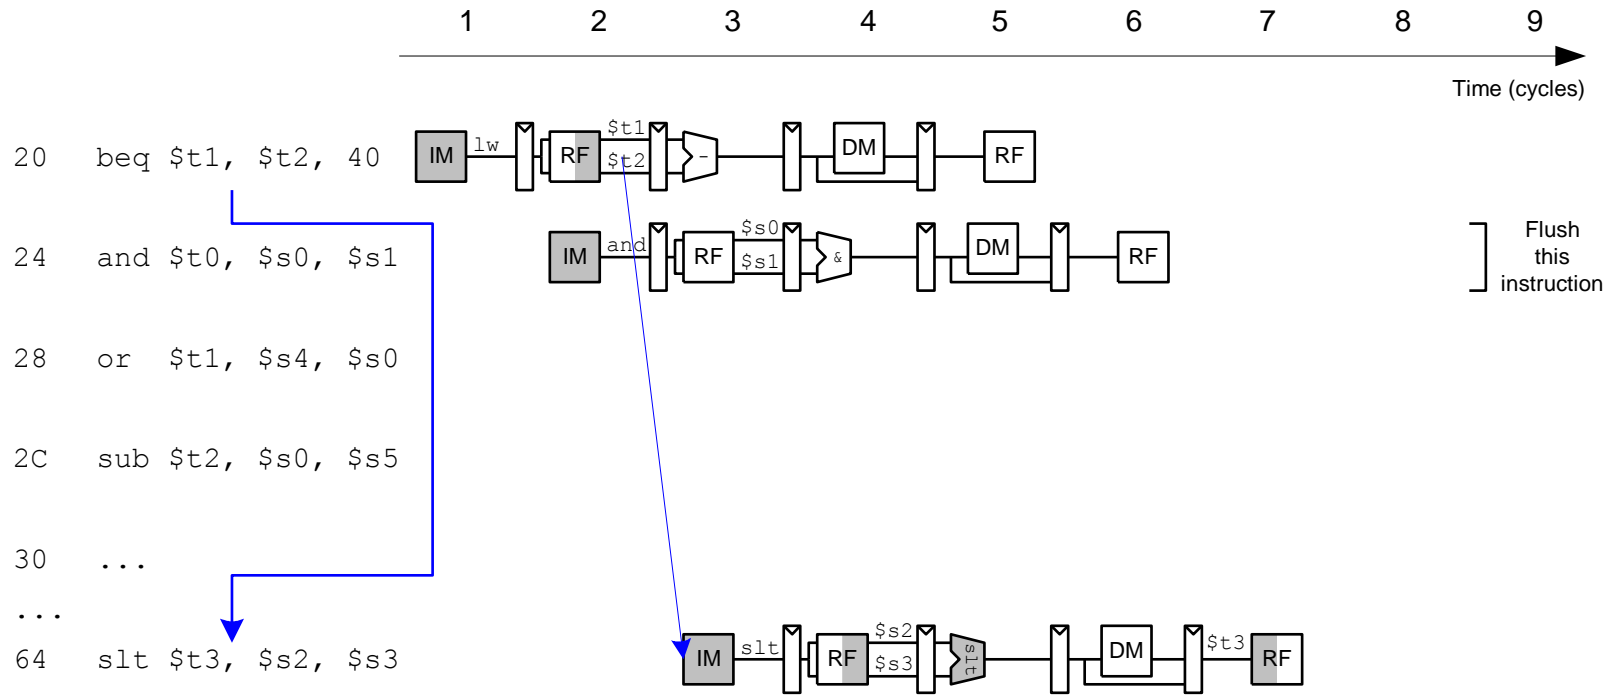 1 2 3 4 5 6 7 8 9
Time (cycles)
20 beq $t1, $t2, 40 IM lw RF $t1 $t2 - DM RF
24 and $t0, $s0, $s1 IM and RF $s0 $s1 & DM RF
Flush
this
instruction
28 or $t1, $s4, $s0
2C sub $t2, $s0, $s5
30 ...
...
64 slt $t3, $s2, $s3 IM slt RF $s2 $s3 slt DM $t3 RF